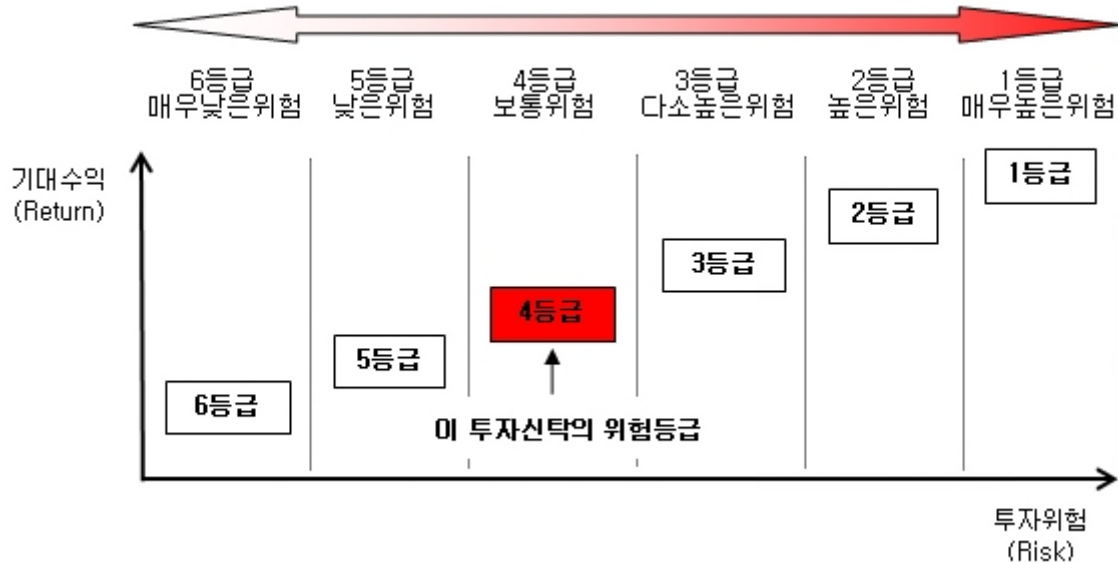 6등급
매우낮은위험
5등급
낮은위험
4등급
보통위험
3등급
다소높은위험
2등급
높은위험
1등급
매우높은위험
기대수익
(Return)
1등급
2등급
3등급
4등급
5등급
6등급
이 투자신탁의 위험등급
투자위험
(Risk)